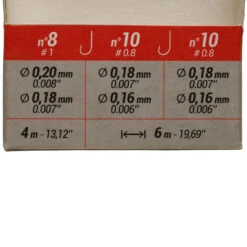 n°8 n°10 n°10
# 1 # 0.8 # 0.8
Ø 0,20 mm Ø 0,18 mm Ø 0,18 mm
0.008" 0.007" 0.007"
Ø 0,18 mm Ø 0,16 mm Ø 0,16 mm
0.007" 0.006" 0.006"
4 m - 13,12" 6 m - 19,69"